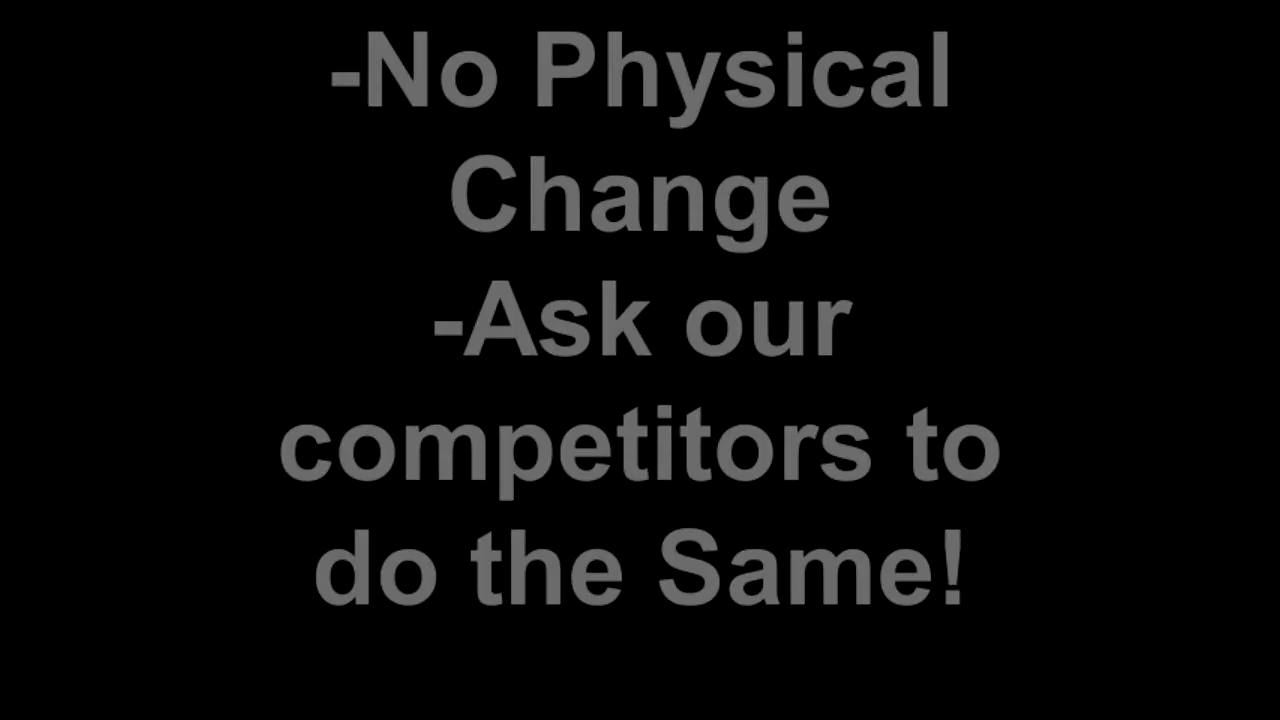 -No Physical
Change
-Ask our
competitors to
do the Same!